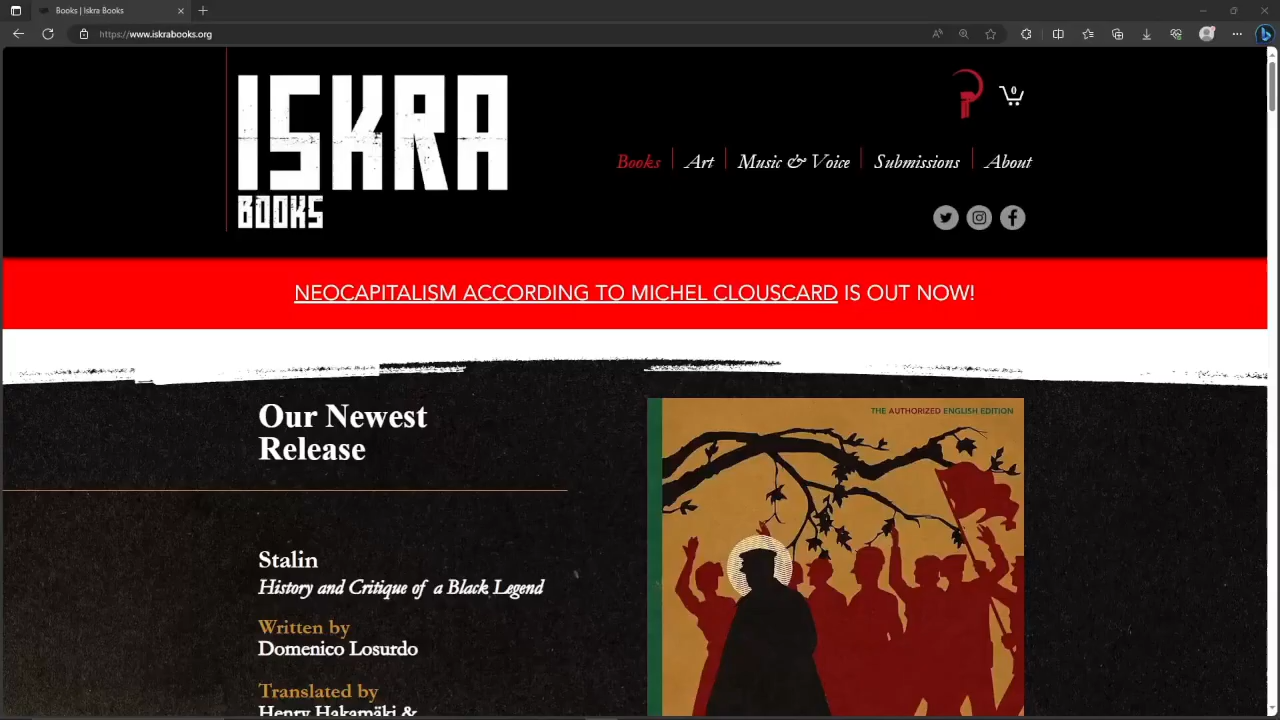 Books | Iskra Books
https://www.iskrabooks.org
ISKRA
BOOKS
0
Books
Art
Music & Voice
Submissions
About
NEOCAPITALISM ACCORDING TO MICHEL CLOUSCARD IS OUT NOW!
Our Newest
Release
THE AUTHORIZED ENGLISH EDITION
Stalin
History and Critique of a Black Legend
Written by
Domenico Losurdo
Translated by
Henry Hakamäki &